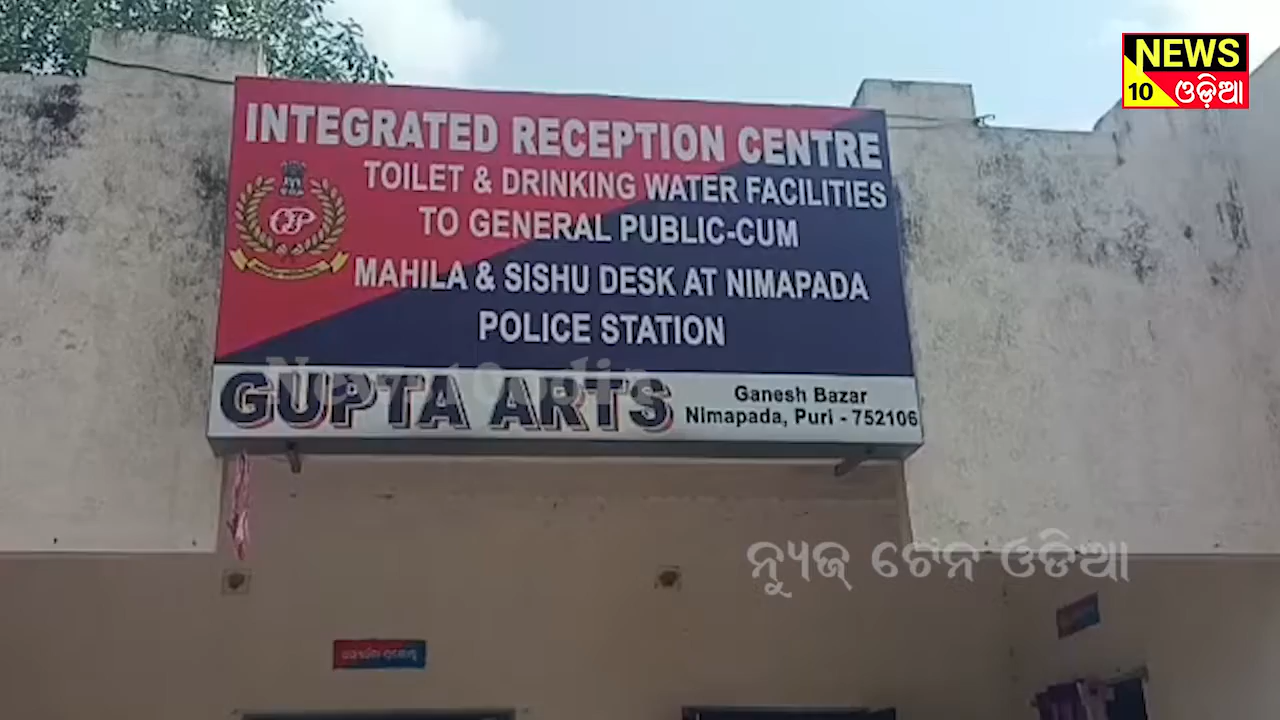 NEWS
10 ଓଡ଼ିଆ
INTEGRATED RECEPTION CENTRE
TOILET & DRINKING WATER FACILITIES
TO GENERAL PUBLIC-CUM
MAHILA & SISHU DESK AT NIMAPADA
POLICE STATION
GUPTA ARTS
Ganesh Bazar
Nimapada, Puri - 752106
ନ୍ୟୁଜ୍ ଟେନ ଓଡିଆ